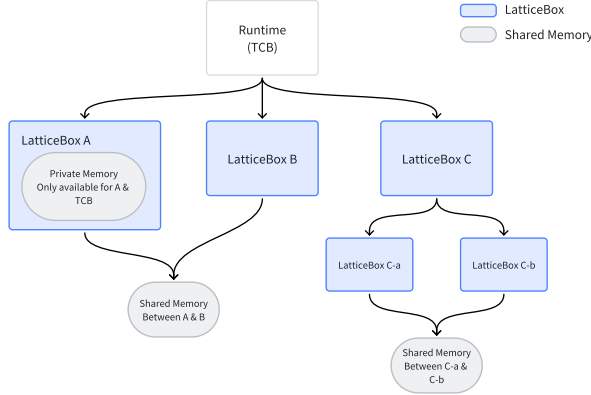 LatticeBox
Shared Memory
Runtime
(TCB)
LatticeBox A
Private Memory
Only available for A &
TCB
LatticeBox B
LatticeBox C
LatticeBox C-a
LatticeBox C-b
Shared Memory
Between A & B
Shared Memory
Between C-a &
C-b